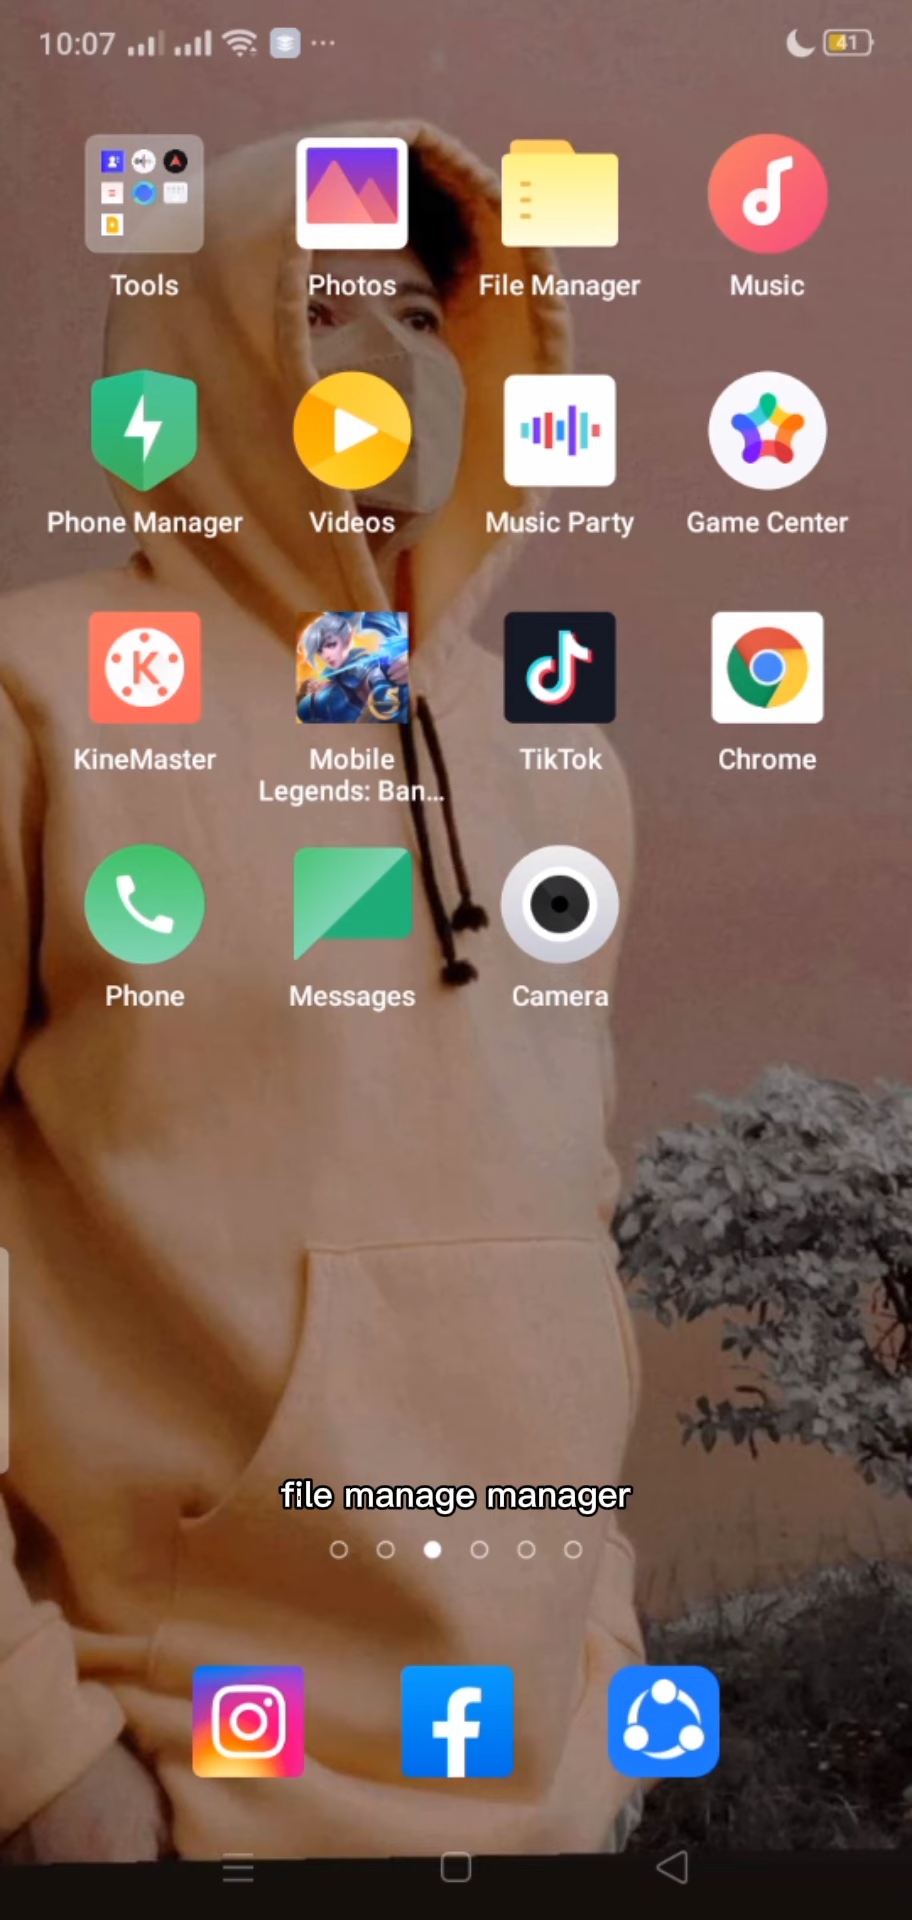 10:07
41
Tools
Photos
File Manager
Music
Phone Manager
Videos
Music Party
Game Center
KineMaster
Mobile
Legends: Ban...
TikTok
Chrome
Phone
Messages
Camera
file manage manager